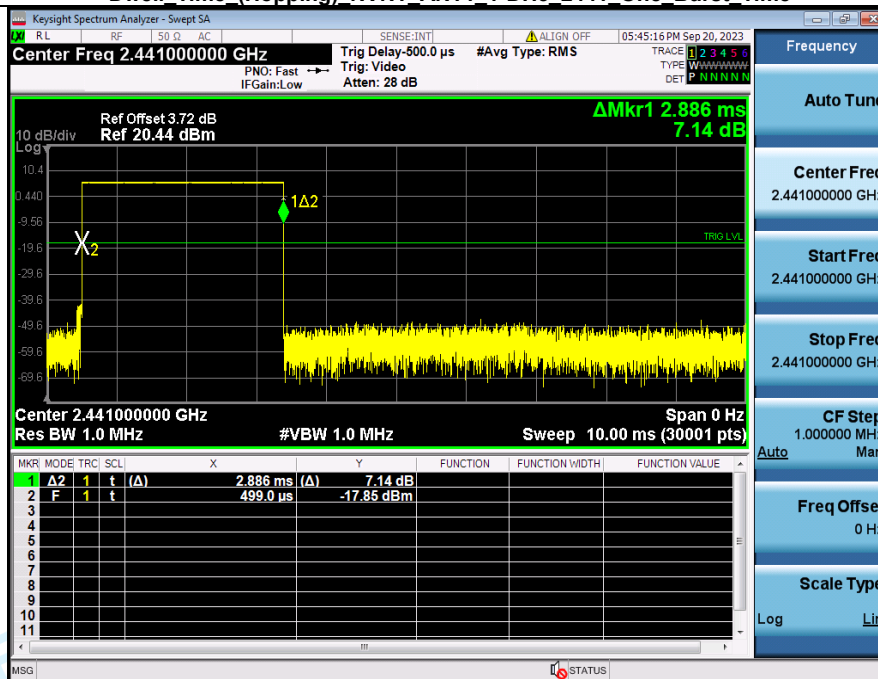 Keysight Spectrum Analyzer - Swept SA
RL RF 50 Ω AC SENSE:INT ALIGN OFF 05:45:16 PM Sep 20, 2023
Center Freq 2.441000000 GHz
PNO: Fast
IFGain:Low
Trig Delay-500.0 µs
Trig: Video
Atten: 28 dB
#Avg Type: RMS
TRACE 1 2 3 4 5 6
TYPE WWWWWW
DET P N N N N N
Frequency
ΔMkr1 2.886 ms
7.14 dB
Ref Offset 3.72 dB
10 dB/div Ref 20.44 dBm
Log
10.4
0.440
-9.56
-19.6
-29.6
-39.6
-49.6
-59.6
-69.6
1Δ2
X2
TRIG LVL
Center 2.441000000 GHz Span 0 Hz
Res BW 1.0 MHz #VBW 1.0 MHz Sweep 10.00 ms (30001 pts)
MKR MODE TRC SCL X Y FUNCTION FUNCTION WIDTH FUNCTION VALUE
1 Δ2 1 t (Δ) 2.886 ms (Δ) 7.14 dB
2 F 1 t 499.0 µs -17.85 dBm
3
4
5
6
7
8
9
10
11
MSG STATUS
Auto Tune
Center Freq
2.441000000 GHz
Start Freq
2.441000000 GHz
Stop Freq
2.441000000 GHz
CF Step
1.000000 MHz
Auto Man
Freq Offset
0 Hz
Scale Type
Log Lin